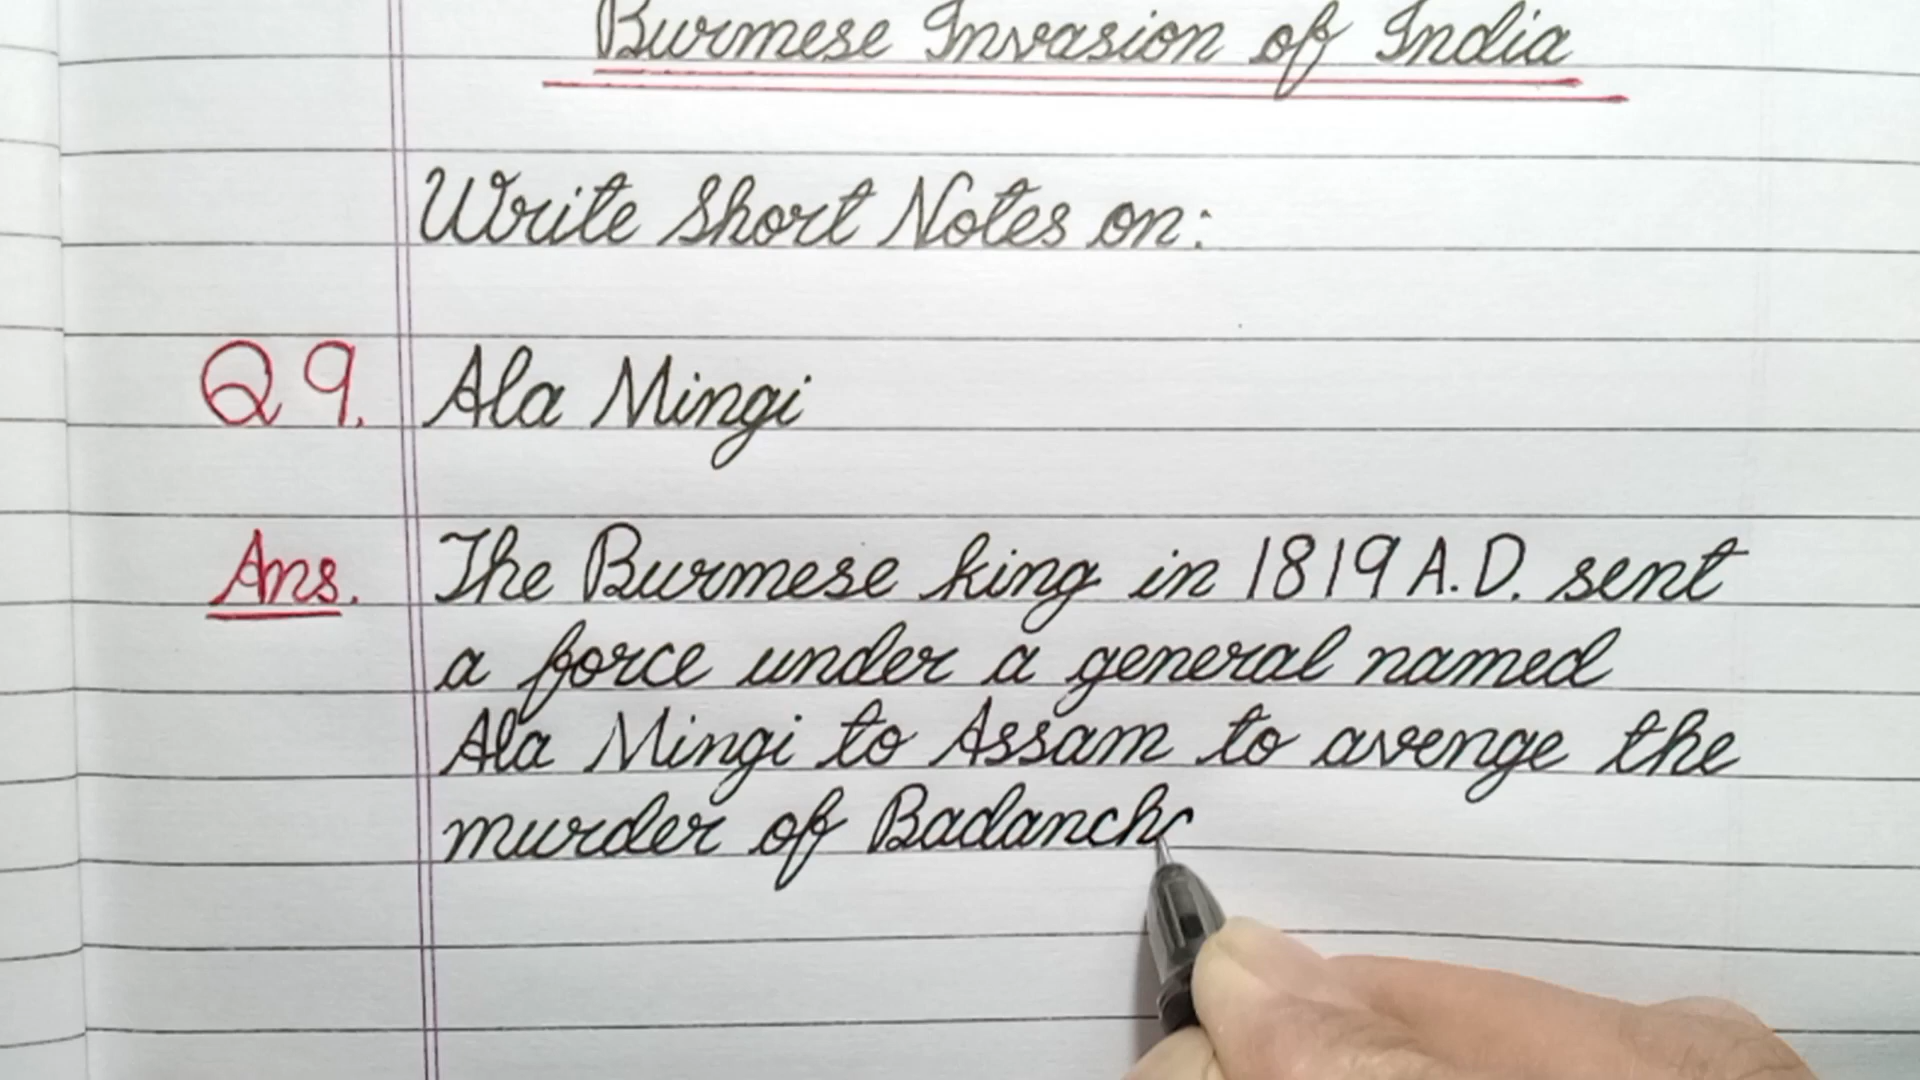 Burmese Invasion of India
Write Short Notes on:
Q 9. Ala Mingi
Ans. The Burmese king in 1819 A.D. sent
a force under a general named
Ala Mingi to Assam to avenge the
murder of Badanch